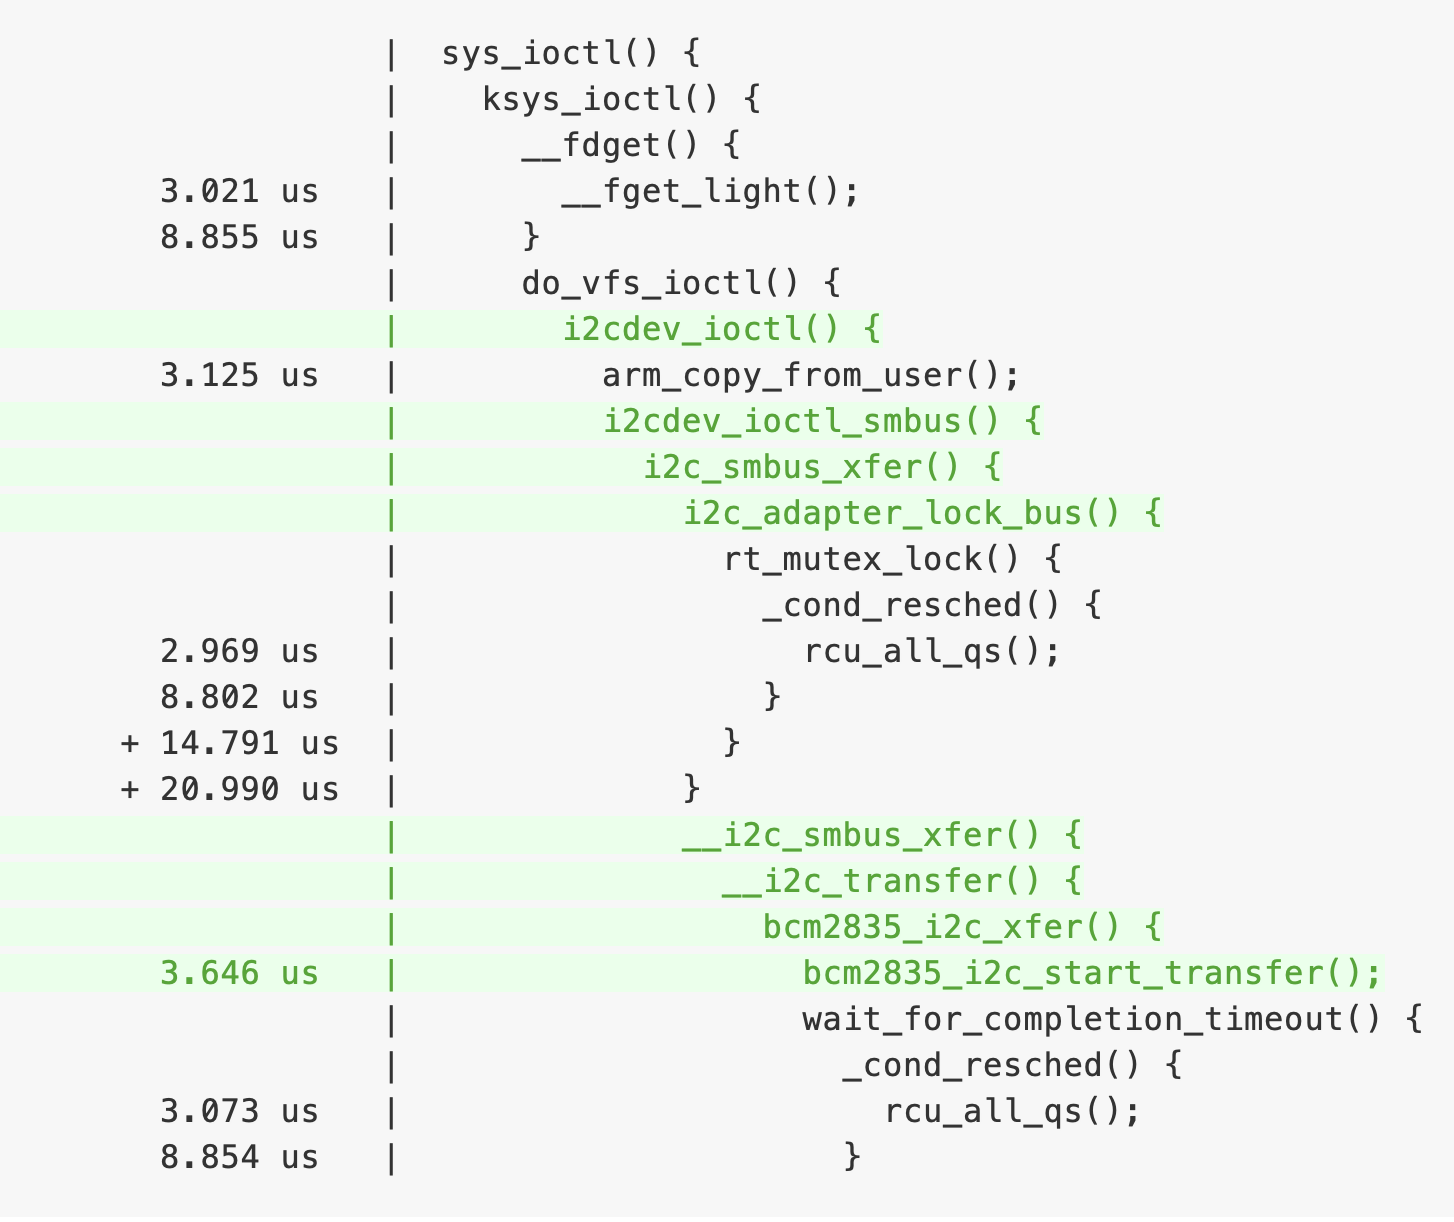 |  sys_ioctl() {
                   |    ksys_ioctl() {
                   |      __fdget() {
        3.021 us   |        __fget_light();
        8.855 us   |      }
                   |      do_vfs_ioctl() {
                   |        i2cdev_ioctl() {
        3.125 us   |          arm_copy_from_user();
                   |          i2cdev_ioctl_smbus() {
                   |            i2c_smbus_xfer() {
                   |              i2c_adapter_lock_bus() {
                   |                rt_mutex_lock() {
                   |                  _cond_resched() {
        2.969 us   |                    rcu_all_qs();
        8.802 us   |                  }
      + 14.791 us  |                }
      + 20.990 us  |              }
                   |              __i2c_smbus_xfer() {
                   |                __i2c_transfer() {
                   |                  bcm2835_i2c_xfer() {
        3.646 us   |                    bcm2835_i2c_start_transfer();
                   |                    wait_for_completion_timeout() {
                   |                      _cond_resched() {
        3.073 us   |                        rcu_all_qs();
        8.854 us   |                      }